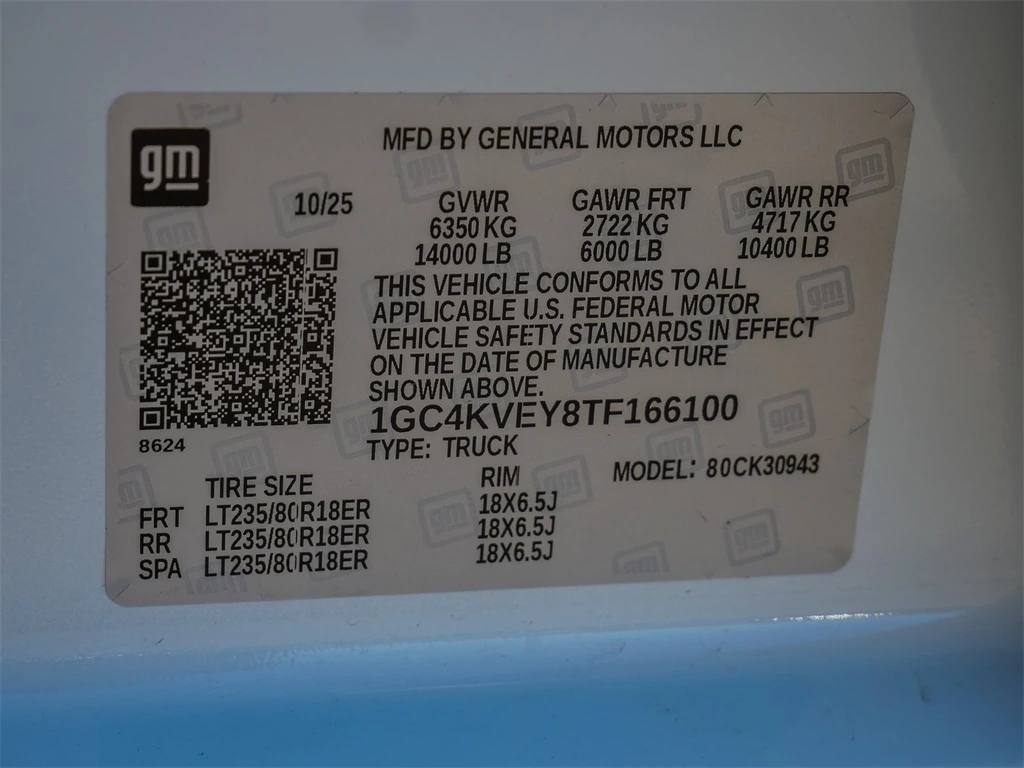 gm
MFD BY GENERAL MOTORS LLC
10/25 GVWR GAWR FRT GAWR RR
6350 KG 2722 KG 4717 KG
14000 LB 6000 LB 10400 LB
THIS VEHICLE CONFORMS TO ALL
APPLICABLE U.S. FEDERAL MOTOR
VEHICLE SAFETY STANDARDS IN EFFECT
ON THE DATE OF MANUFACTURE
SHOWN ABOVE.
1GC4KVEY8TF166100
8624
TYPE: TRUCK
MODEL: 80CK30943
TIRE SIZE RIM
FRT LT235/80R18ER 18X6.5J
RR LT235/80R18ER 18X6.5J
SPA LT235/80R18ER 18X6.5J